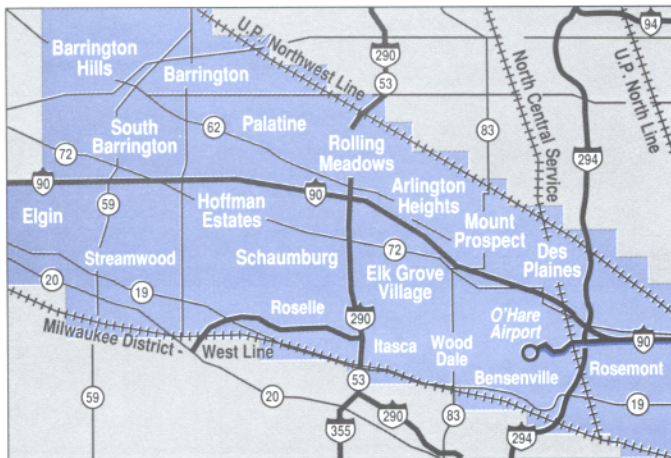 94
Barrington
Hills
Barrington
U.P. Northwest Line
290
53
North Central
Service
U.P. North Line
South
Barrington
62
Palatine
83
72
Rolling
Meadows
294
90
59
Hoffman
Estates
90
Arlington
Heights
Elgin
Mount
Prospect
Streamwood
Schaumburg
72
Des
Plaines
20
19
Elk Grove
Village
Roselle
290
O'Hare
Airport
Milwaukee District - West Line
Itasca
Wood
Dale
90
Bensenville
Rosemont
59
20
53
83
19
355
290
294